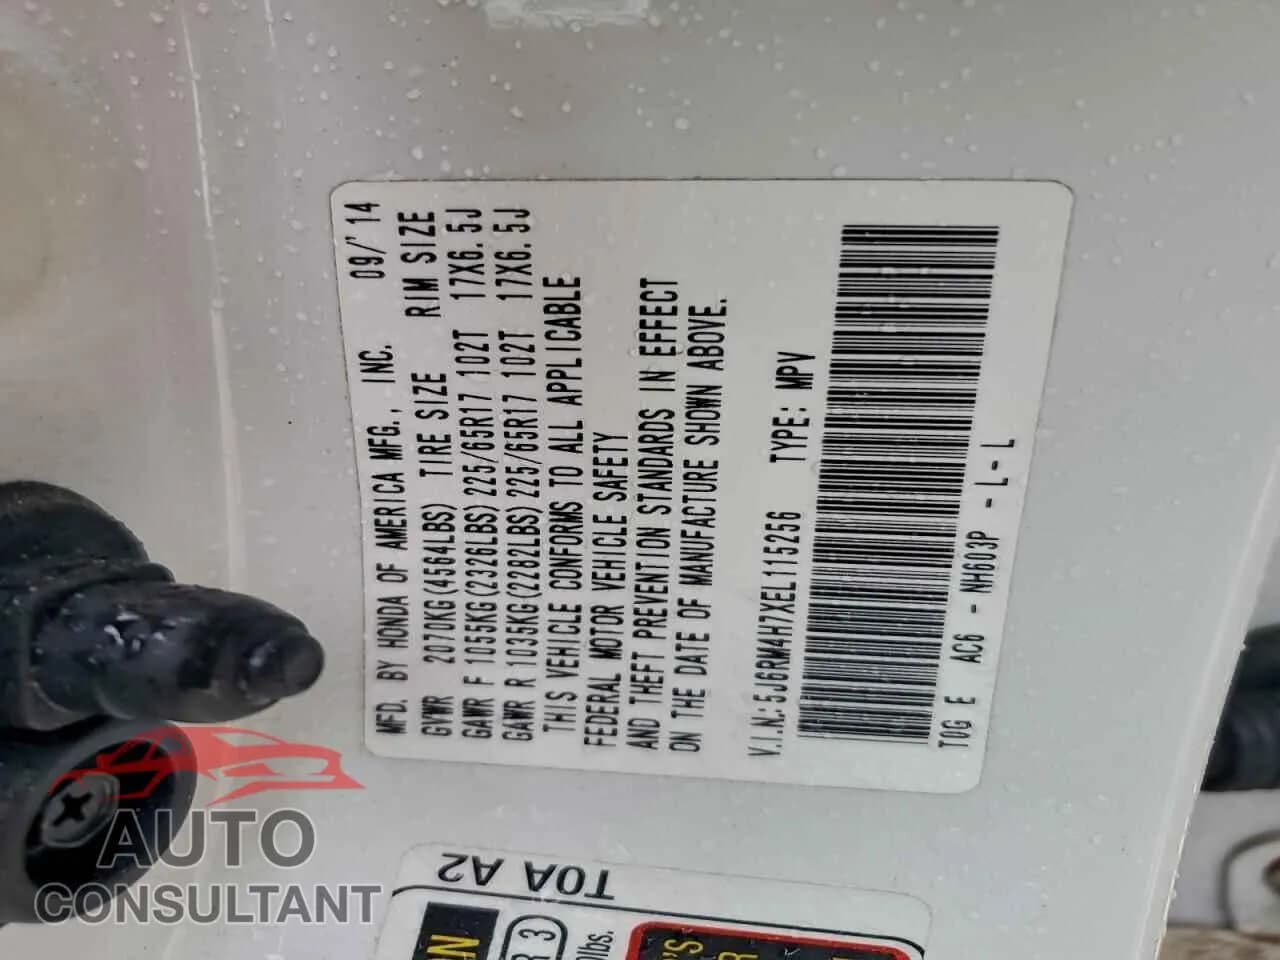 MFD. BY HONDA OF AMERICA MFG., INC. 09/'14
GVWR 2070KG(4564LBS) TIRE SIZE RIM SIZE
GAWR F 1055KG(2326LBS)225/65R17 102T 17X6.5J
GAWR R 1035KG(2282LBS)225/65R17 102T 17X6.5J
THIS VEHICLE CONFORMS TO ALL APPLICABLE
FEDERAL MOTOR VEHICLE SAFETY
AND THEFT PREVENTION STANDARDS IN EFFECT
ON THE DATE OF MANUFACTURE SHOWN ABOVE.
V.I.N.:5J6RM4H7XEL115256 TYPE: MPV
T0G E AC6 - NH603P - L- L
T0A A2
R 3
lbs.
AUTO
CONSULTANT